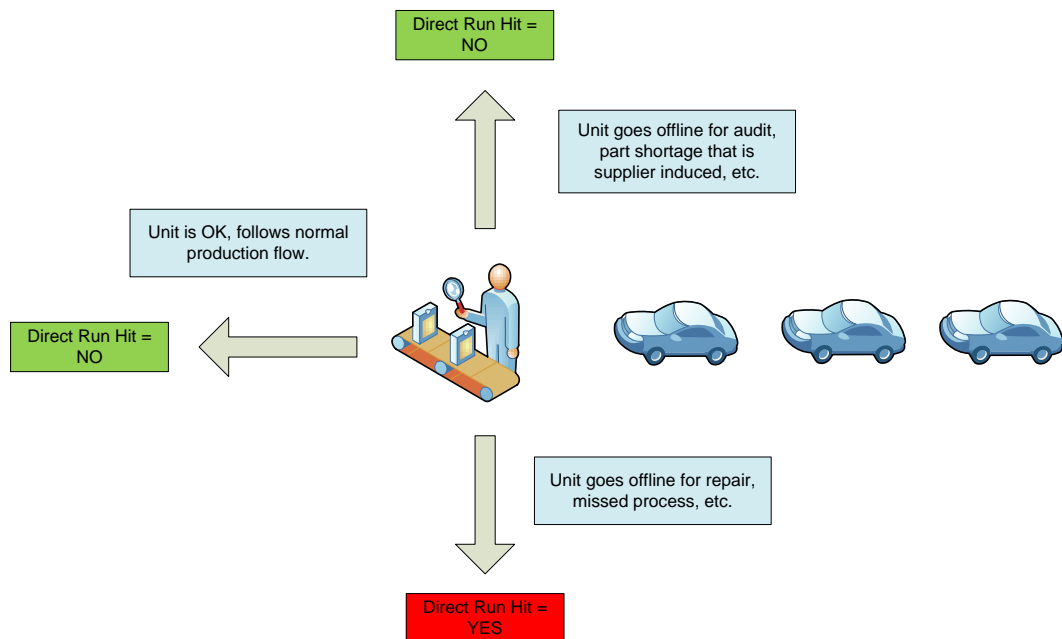 Direct Run Hit =
NO
Unit goes offline for audit,
part shortage that is
supplier induced, etc.
Unit is OK, follows normal
production flow.
Direct Run Hit =
NO
Unit goes offline for repair,
missed process, etc.
Direct Run Hit =
YES